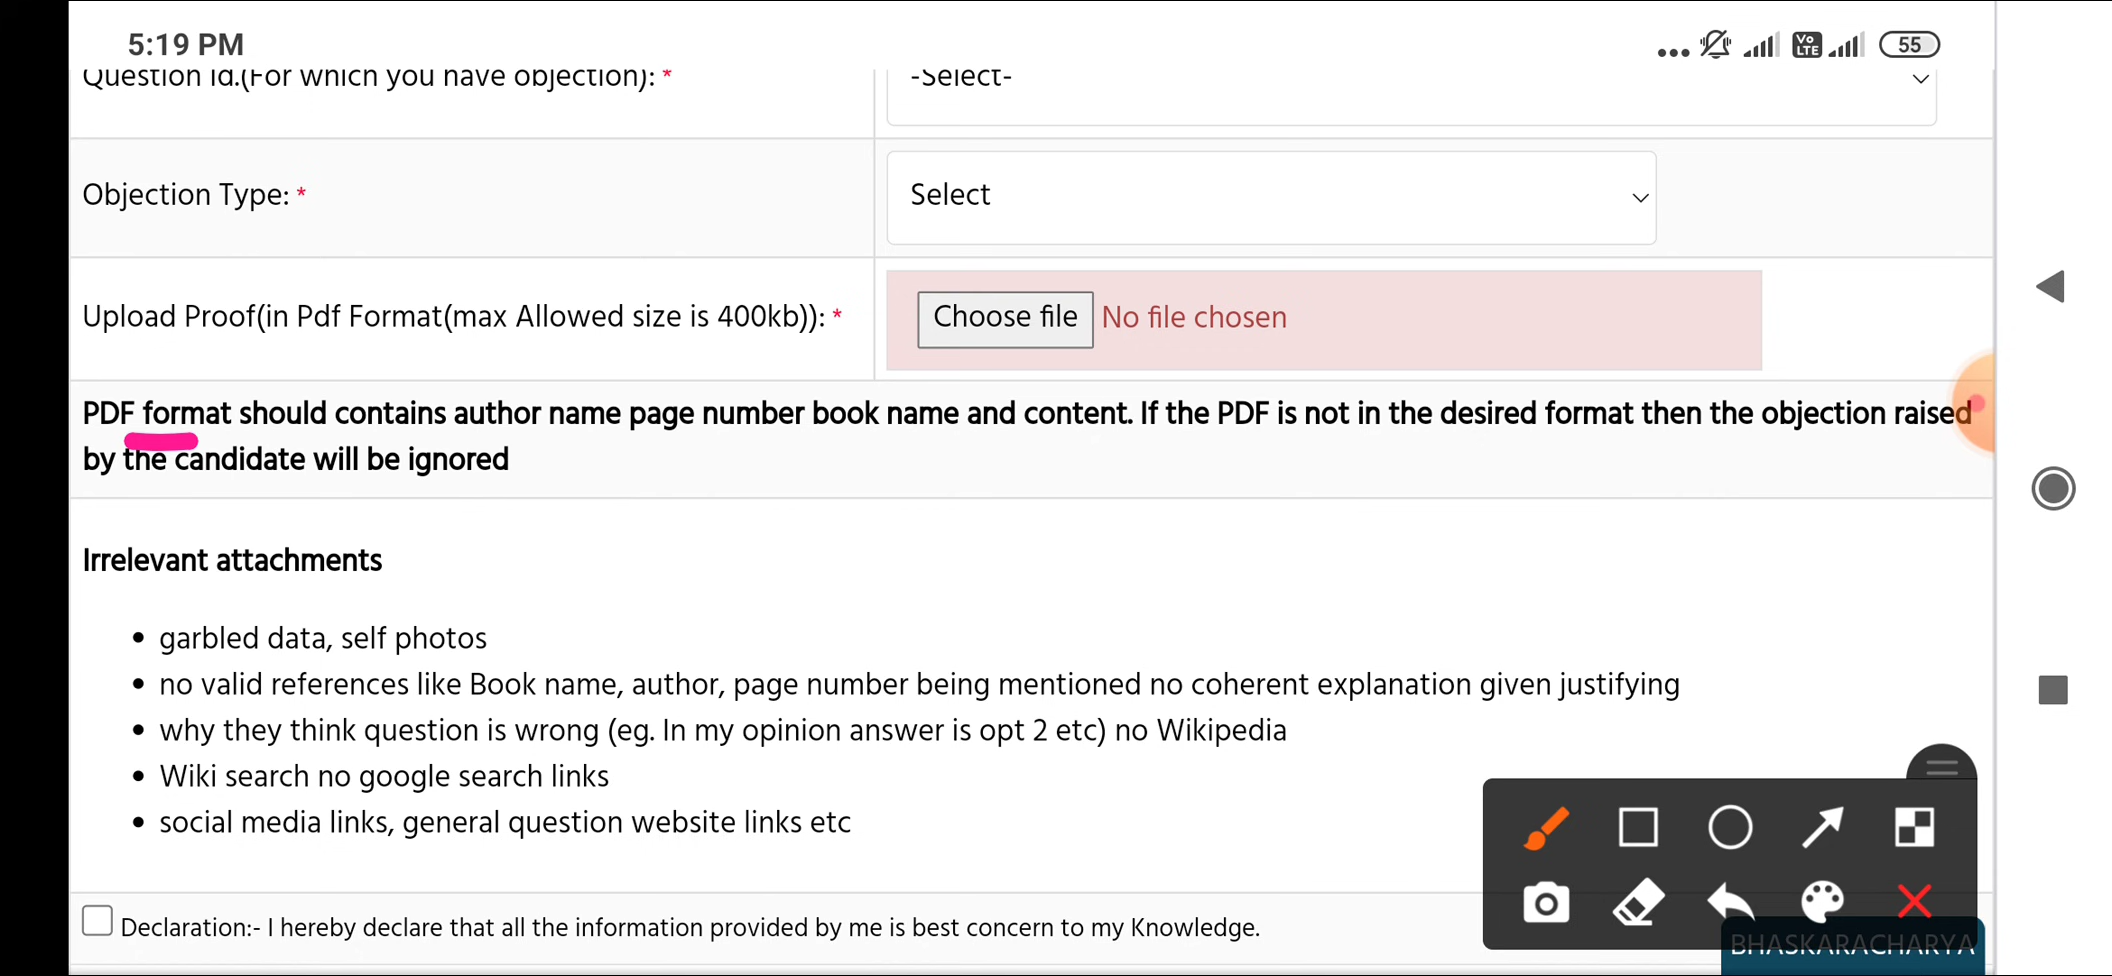 5:19 PM
Vo LTE
55
Question Id.(For which you have objection): *
-Select-
Objection Type: *
Select
Upload Proof(in Pdf Format(max Allowed size is 400kb)): *
Choose file No file chosen
PDF format should contains author name page number book name and content. If the PDF is not in the desired format then the objection raised
by the candidate will be ignored
Irrelevant attachments
• garbled data, self photos
• no valid references like Book name, author, page number being mentioned no coherent explanation given justifying
• why they think question is wrong (eg. In my opinion answer is opt 2 etc) no Wikipedia
• Wiki search no google search links
• social media links, general question website links etc
Declaration:- I hereby declare that all the information provided by me is best concern to my Knowledge.
BHASKARACHARYA